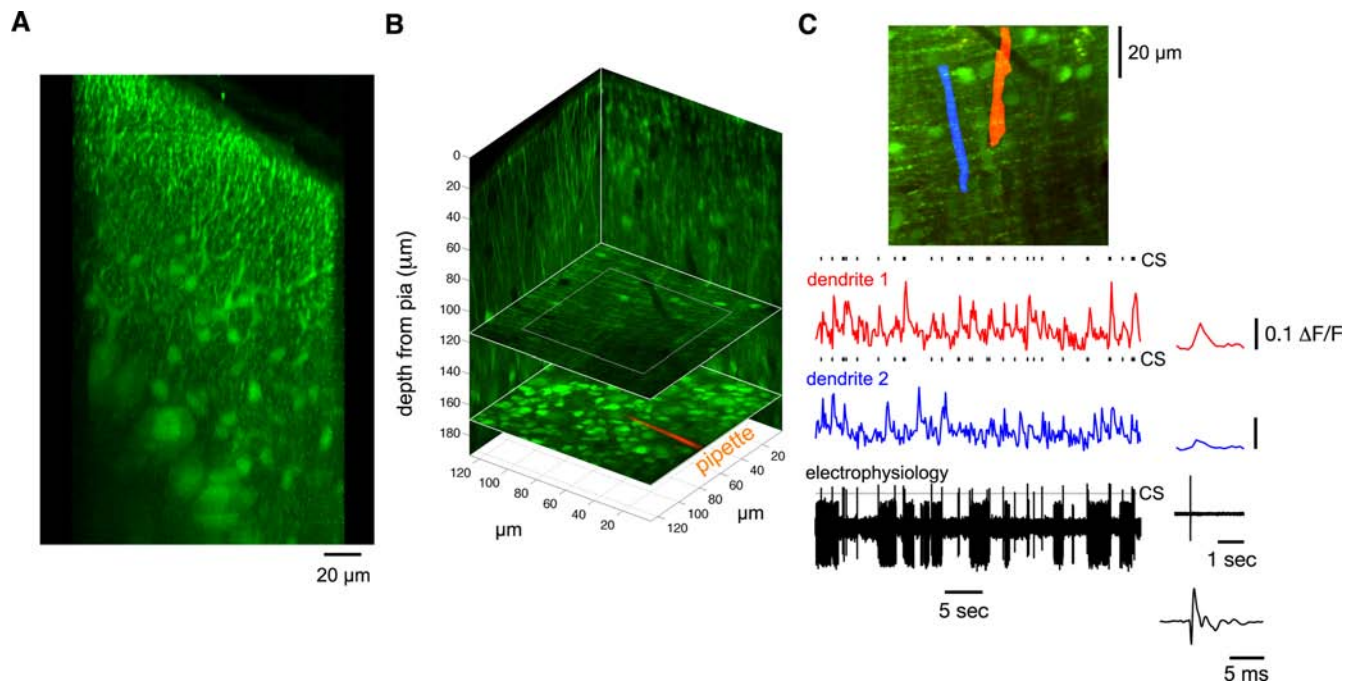 A
20 µm
B
depth from pia (µm)
0
20
40
60
80
100
120
140
160
180
120
100
80
60
40
20
µm
pipette
20
40
60
80
100
120
µm
C
20 µm
CS
dendrite 1
0.1 ΔF/F
CS
dendrite 2
electrophysiology
CS
1 sec
5 sec
5 ms